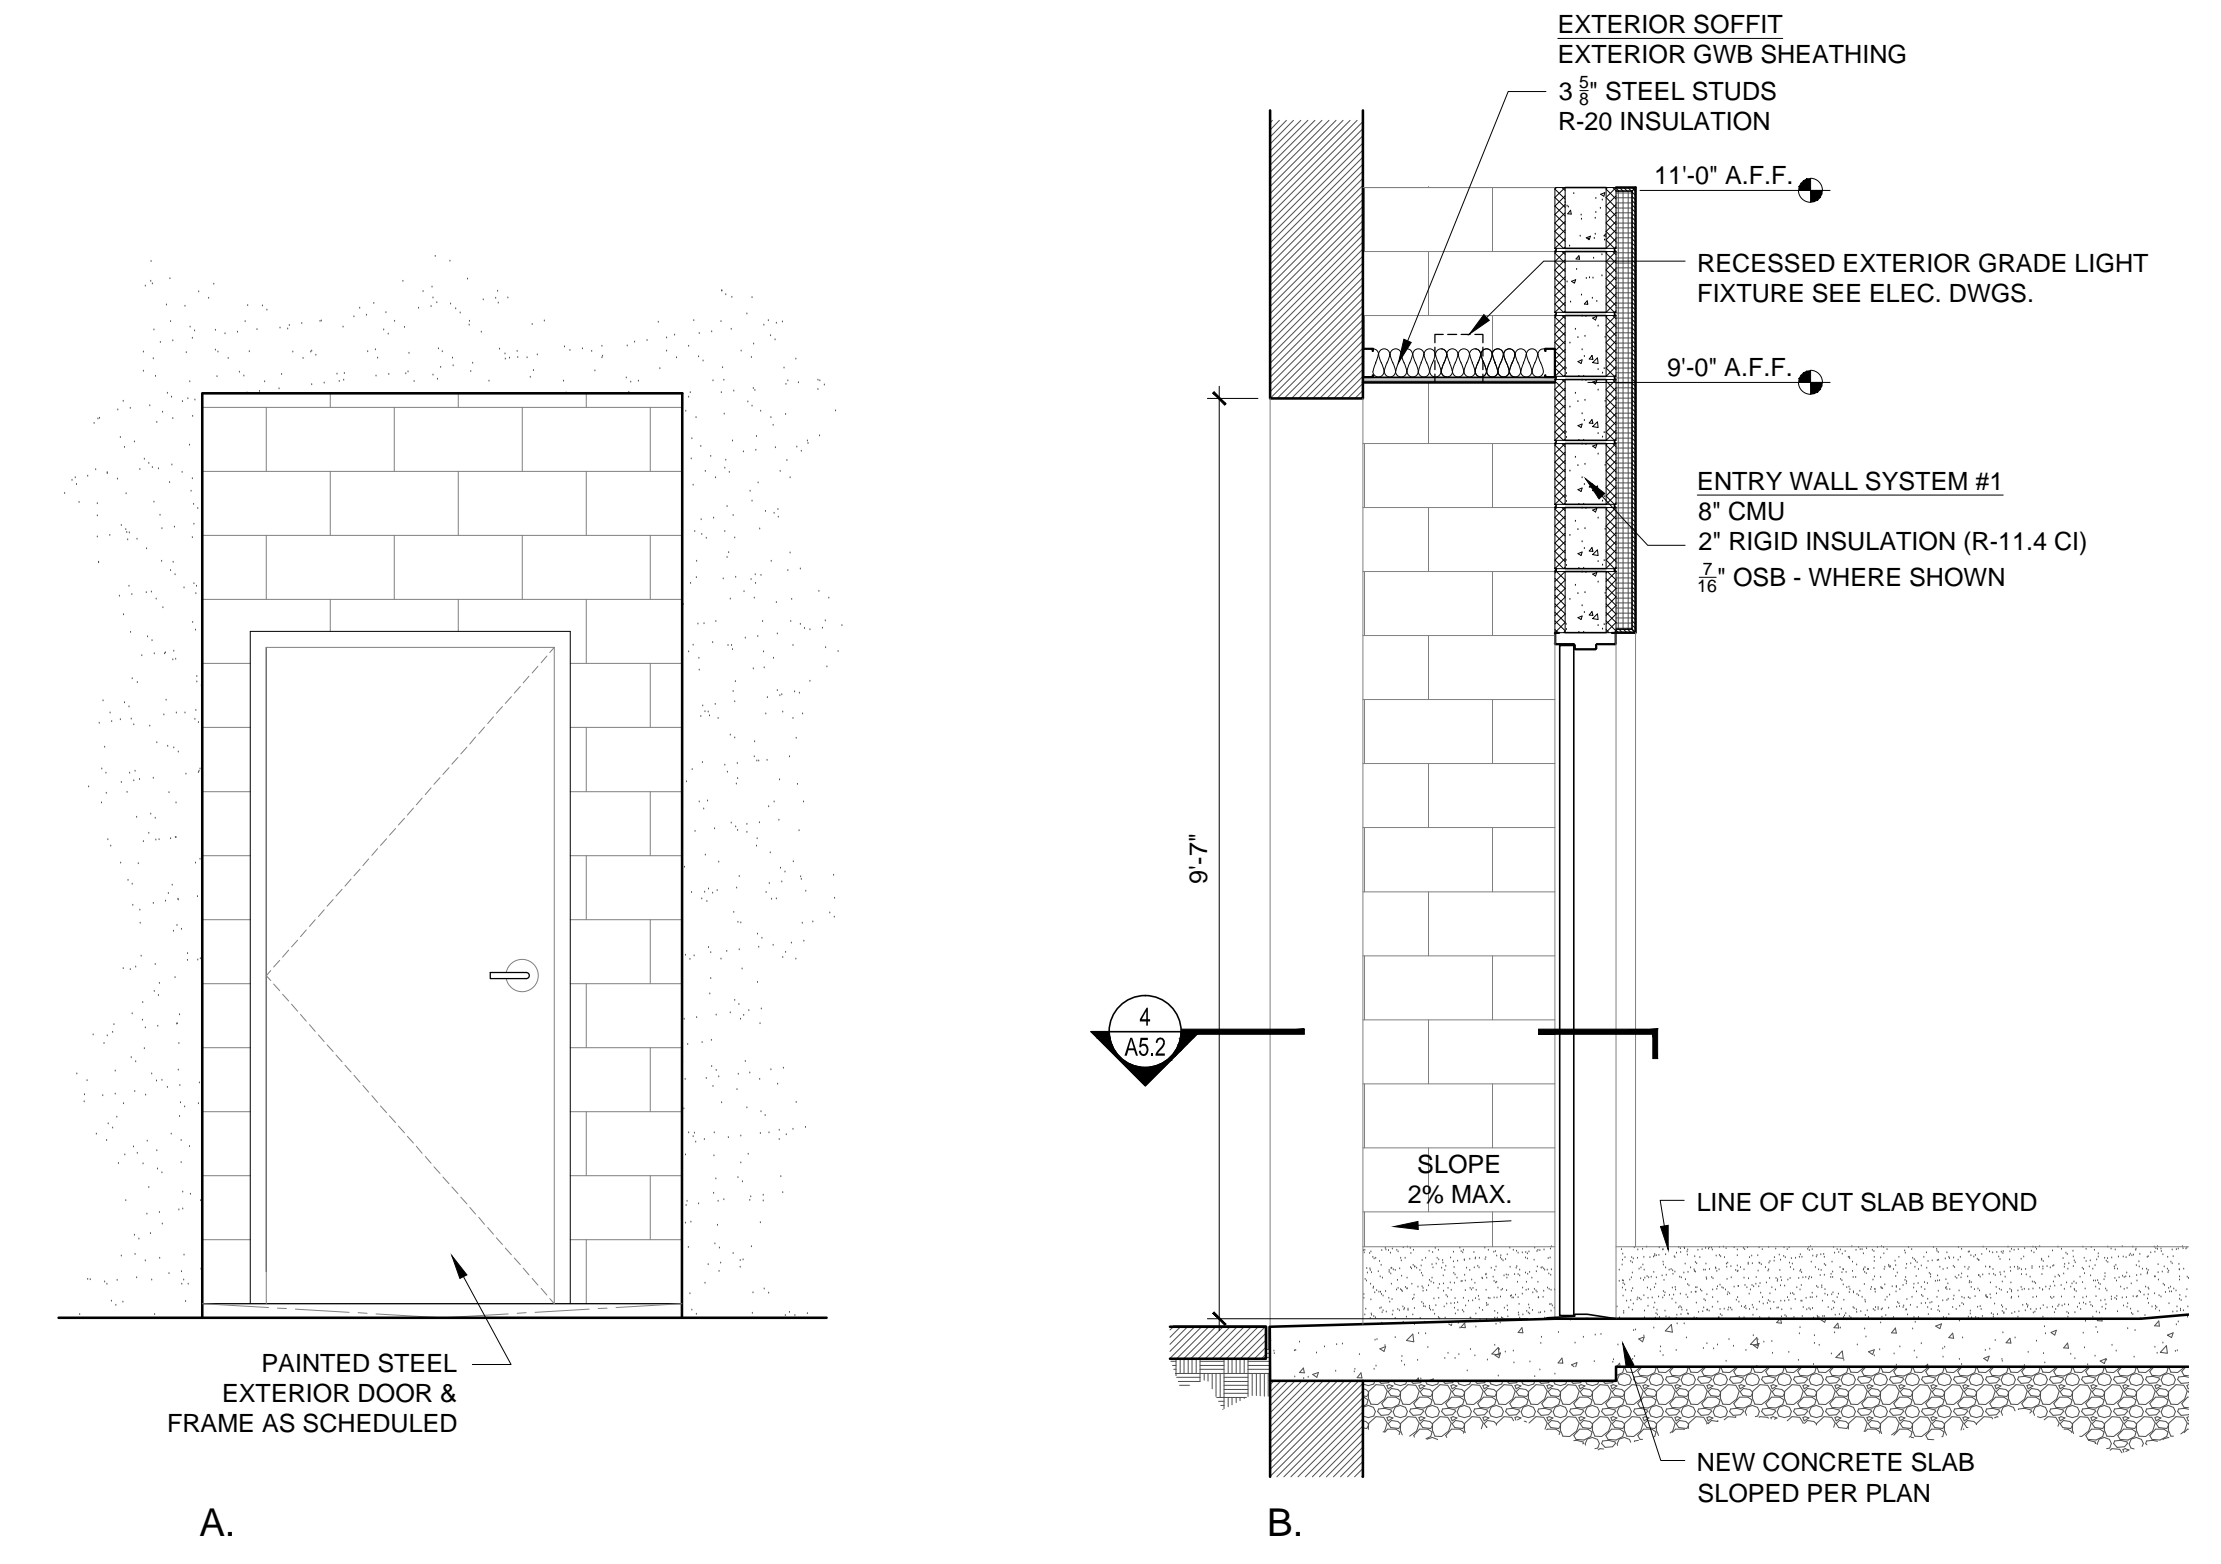 EXTERIOR SOFFIT
EXTERIOR GWB SHEATHING
3 5/8" STEEL STUDS
R-20 INSULATION
11'-0" A.F.F.
RECESSED EXTERIOR GRADE LIGHT
FIXTURE SEE ELEC. DWGS.
9'-0" A.F.F.
ENTRY WALL SYSTEM #1
8" CMU
2" RIGID INSULATION (R-11.4 CI)
7/16" OSB - WHERE SHOWN
9'-7"
4
A5.2
SLOPE
2% MAX.
LINE OF CUT SLAB BEYOND
PAINTED STEEL
EXTERIOR DOOR &
FRAME AS SCHEDULED
NEW CONCRETE SLAB
SLOPED PER PLAN
A.
B.